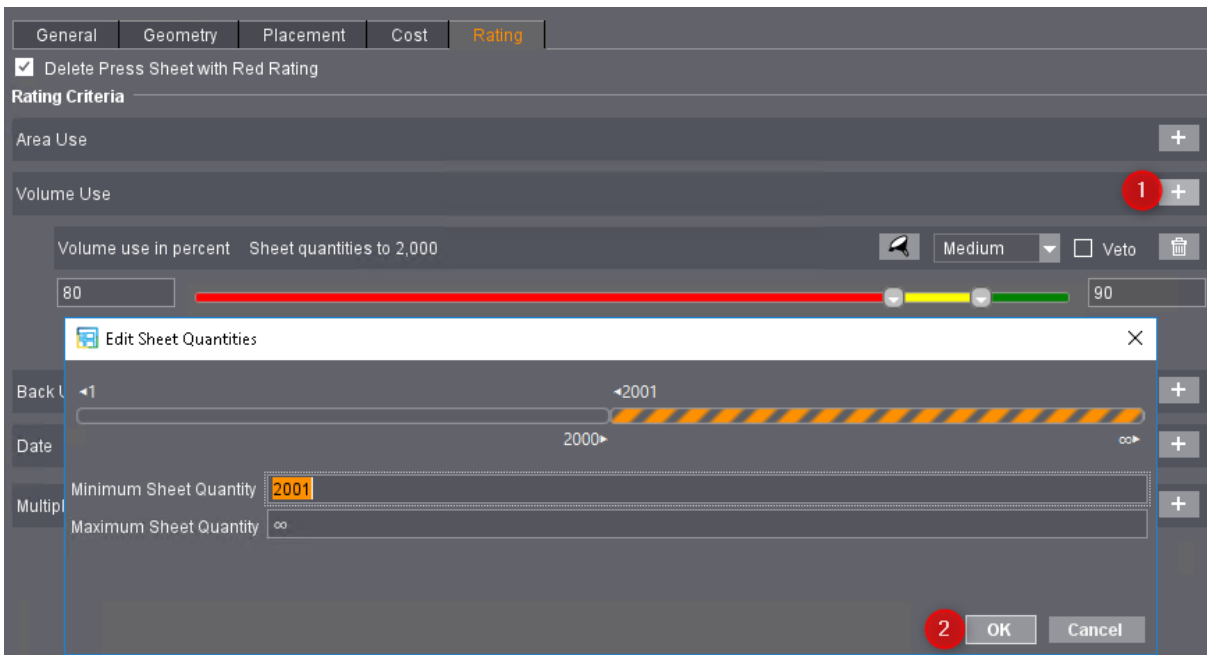 General Geometry Placement Cost Rating
Delete Press Sheet with Red Rating
Rating Criteria
Area Use
+
Volume Use
1 +
Volume use in percent Sheet quantities to 2,000 Medium Veto
80 90
Edit Sheet Quantities
Back U
+
◂1 ◂2001
2000▸ ∞▸
Date
+
Minimum Sheet Quantity 2001
Multipl
+
Maximum Sheet Quantity ∞
2 OK Cancel